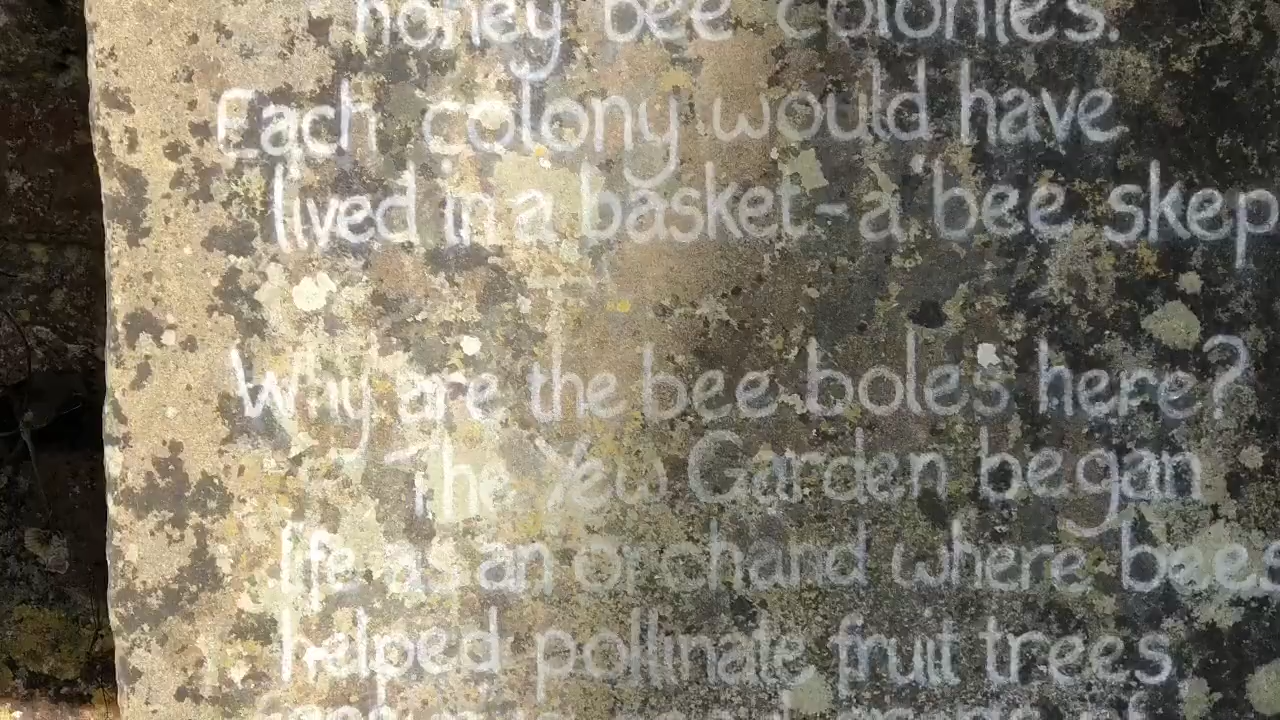 honey bee colonies.
Each colony would have
lived in a basket - a 'bee skep
Why are the bee boles here?
The Yew Garden began
life as an orchard where bees
helped pollinate fruit trees